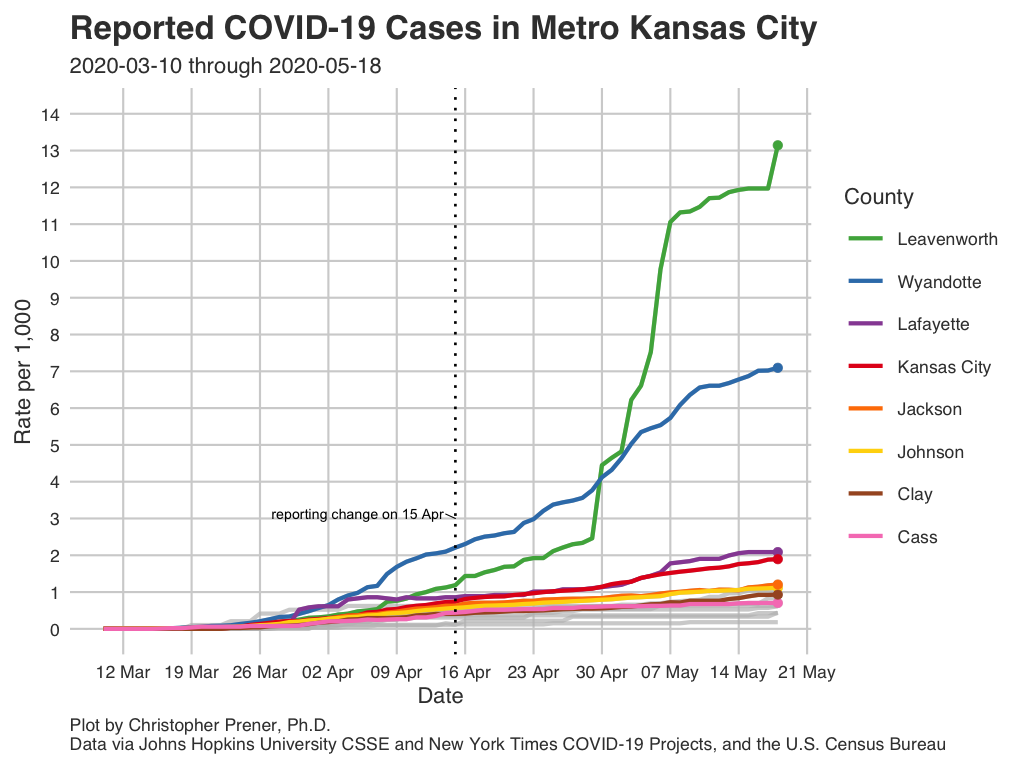 Reported COVID-19 Cases in Metro Kansas City
2020-03-10 through 2020-05-18
Rate per 1,000
14
13
12
11
10
9
8
7
6
5
4
3
2
1
0
reporting change on 15 Apr
12 Mar 19 Mar 26 Mar 02 Apr 09 Apr 16 Apr 23 Apr 30 Apr 07 May 14 May 21 May
Date
County
Leavenworth
Wyandotte
Lafayette
Kansas City
Jackson
Johnson
Clay
Cass
Plot by Christopher Prener, Ph.D.
Data via Johns Hopkins University CSSE and New York Times COVID-19 Projects, and the U.S. Census Bureau